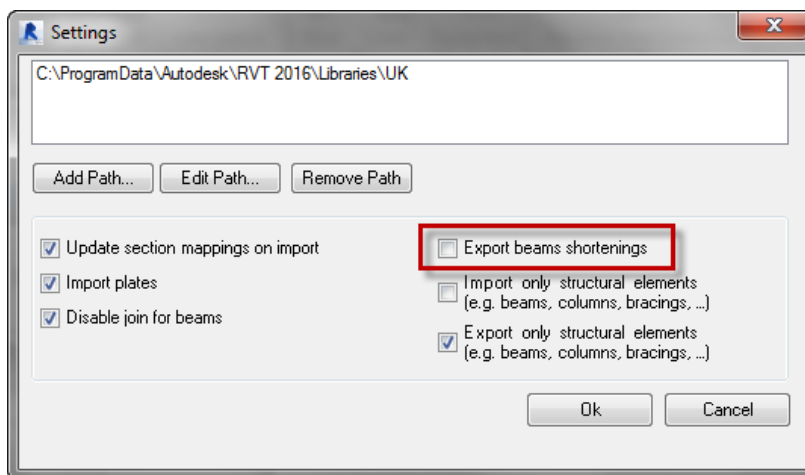 Settings
C:\ProgramData\Autodesk\RVT 2016\Libraries\UK
Add Path... Edit Path... Remove Path
Update section mappings on import
Import plates
Disable join for beams
Export beams shortenings
Import only structural elements
(e.g. beams, columns, bracings, ...)
Export only structural elements
(e.g. beams, columns, bracings, ...)
Ok Cancel